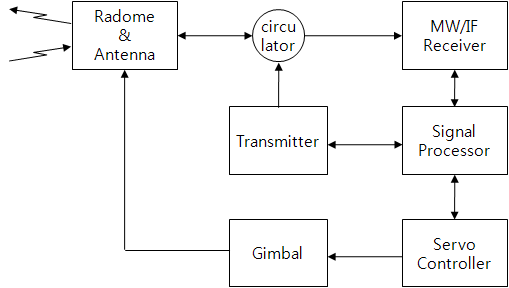 Radome
&
Antenna
circu
lator
MW/IF
Receiver
Transmitter
Signal
Processor
Gimbal
Servo
Controller